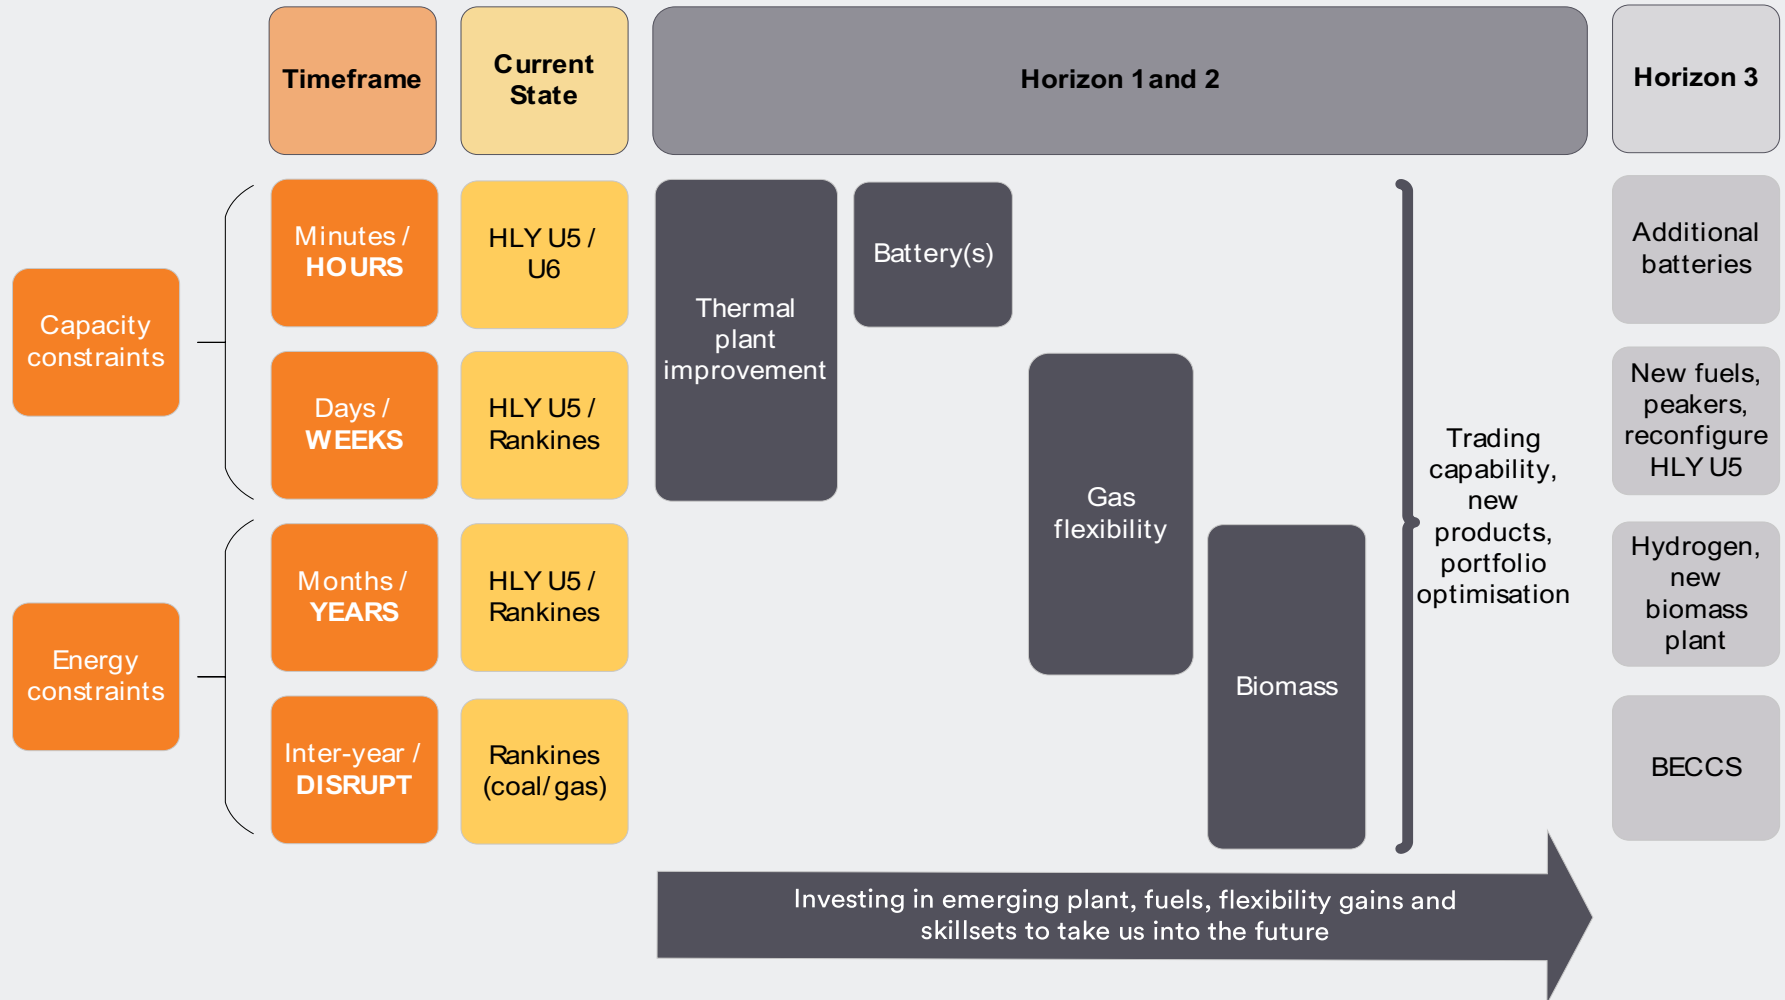 Timeframe
Current
State
Horizon 1 and 2
Horizon 3
Capacity
constraints
Minutes /
HOURS
HLY U5 /
U6
Thermal
plant
improvement
Battery(s)
Additional
batteries
Days /
WEEKS
HLY U5 /
Rankines
Gas
flexibility
Trading
capability,
new
products,
portfolio
optimisation
New fuels,
peakers,
reconfigure
HLY U5
Energy
constraints
Months /
YEARS
HLY U5 /
Rankines
Biomass
Hydrogen,
new
biomass
plant
Inter-year /
DISRUPT
Rankines
(coal/gas)
BECCS
Investing in emerging plant, fuels, flexibility gains and
skillsets to take us into the future